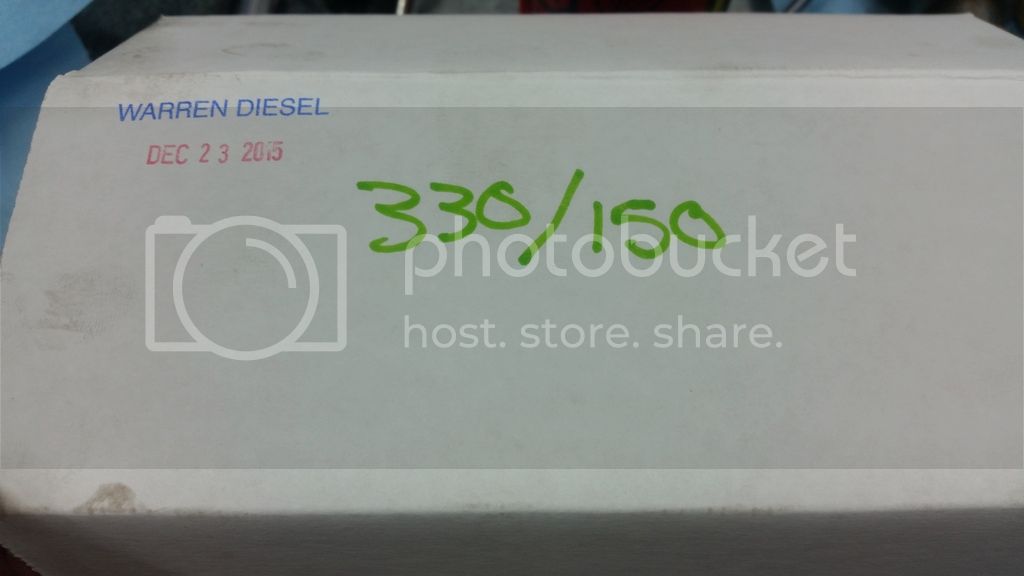 WARREN DIESEL
DEC 23 2015
330/150
photobucket
host. store. share.